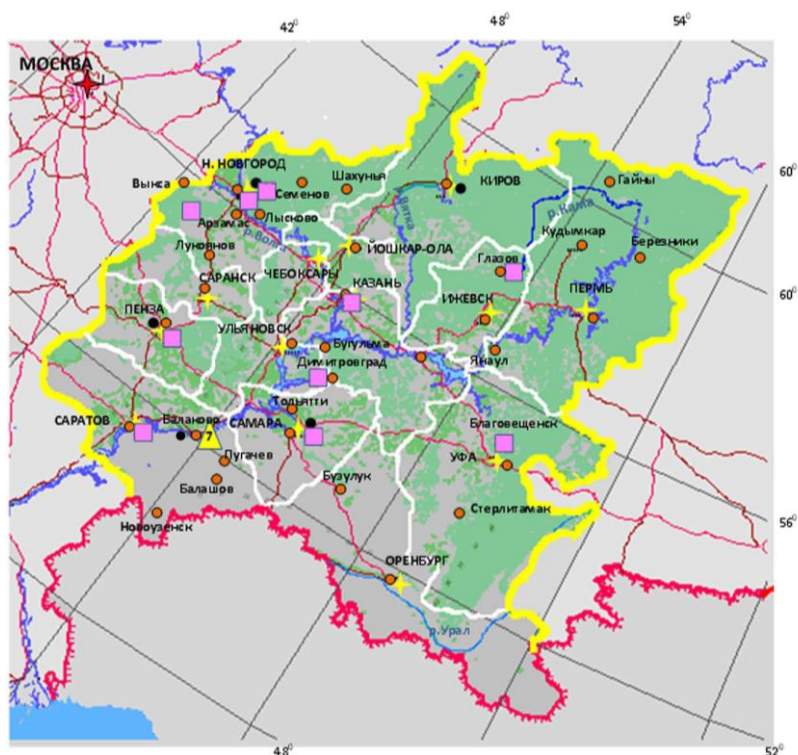 42⁰
48⁰
54⁰
МОСКВА
Н. НОВГОРОД
Выкса
Семенов
Шахунья
КИРОВ
Гайны
60⁰
р.Вятка
р.Кама
Арзамас
Лысково
р.Волга
Кудымкар
Березники
Лукоянов
ЙОШКАР-ОЛА
Глазов
САРАНСК
ЧЕБОКСАРЫ
КАЗАНЬ
ИЖЕВСК
ПЕРМЬ
60⁰
ПЕНЗА
УЛЬЯНОВСК
Бугульма
Янаул
Димитровград
Тольятти
САРАТОВ
Балаково
7
САМАРА
Благовещенск
УФА
Пугачев
Балашов
Бузулук
Новоузенск
Стерлитамак
56⁰
ОРЕНБУРГ
р.Урал
48⁰
52⁰